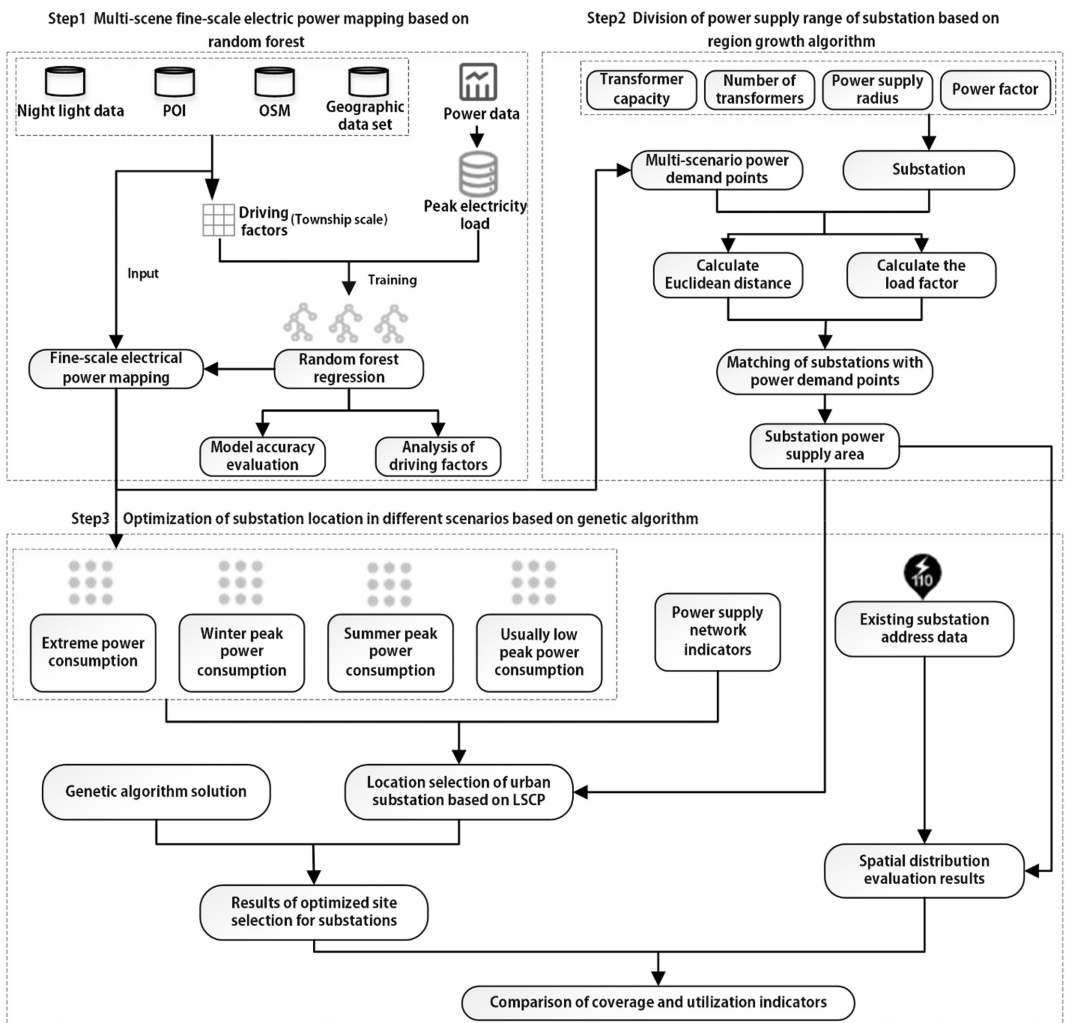 Step1 Multi-scene fine-scale electric power mapping based on
random forest
Night light data
POI
OSM
Geographic
data set
Power data
Peak electricity
load
Driving
factors
(Township scale)
Input
Training
Fine-scale electrical
power mapping
Random forest
regression
Model accuracy
evaluation
Analysis of
driving factors
Step2 Division of power supply range of substation based on
region growth algorithm
Transformer
capacity
Number of
transformers
Power supply
radius
Power factor
Multi-scenario power
demand points
Substation
Calculate
Euclidean distance
Calculate the
load factor
Matching of substations with
power demand points
Substation power
supply area
Step3 Optimization of substation location in different scenarios based on genetic algorithm
Extreme power
consumption
Winter peak
power
consumption
Summer peak
power
consumption
Usually low
peak power
consumption
Power supply
network
indicators
110
Existing substation
address data
Genetic algorithm solution
Location selection of urban
substation based on LSCP
Spatial distribution
evaluation results
Results of optimized site
selection for substations
Comparison of coverage and utilization indicators